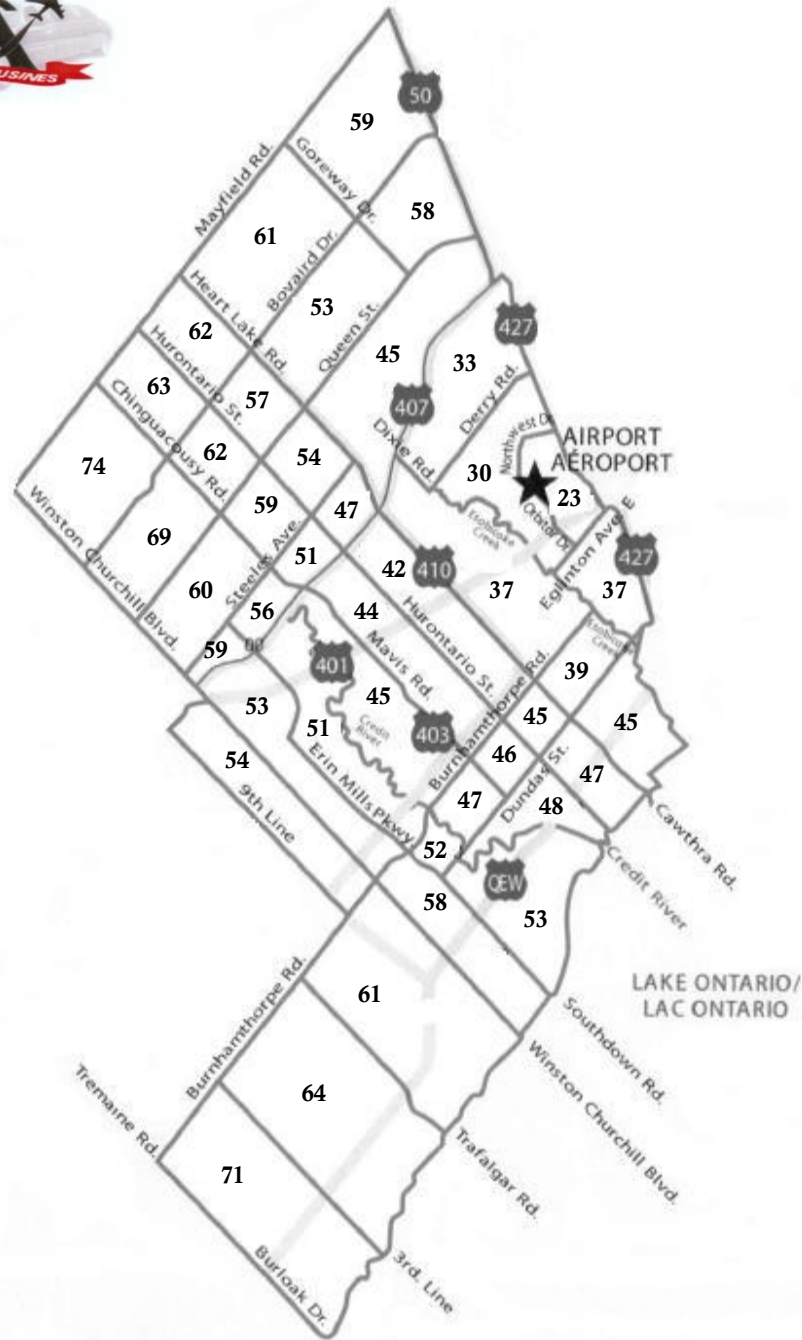 USINES
50
59
Goreway Dr.
Mayfield Rd.
58
61
Bovaird Dr.
Heart Lake Rd.
53
Queen St.
427
62
45
33
Hurontario St.
Derry Rd.
63
57
407
Chinguacousy Rd.
Dixie Rd.
Northwest Dr.
AIRPORT
AÉROPORT
74
62
54
30
23
Winston Churchill Blvd.
59
47
Etobicoke
Creek
Orbitor Dr.
69
Steeles Ave.
51
42
410
Eglinton Ave. E
427
60
56
44
Hurontario St.
37
37
Etobicoke
Creek
59
401
Mavis Rd.
Burnhamthorpe Rd.
39
53
45
51
Credit
River
403
45
45
54
46
Dundas St.
47
9th Line
Erin Mills Pkwy.
47
48
Cawthra Rd.
52
Credit River
QEW
58
53
61
LAKE ONTARIO/
LAC ONTARIO
Burnhamthorpe Rd.
Southdown Rd.
Winston Churchill Blvd.
Tremaine Rd.
64
Trafalgar Rd.
71
Burloak Dr.
3rd. Line